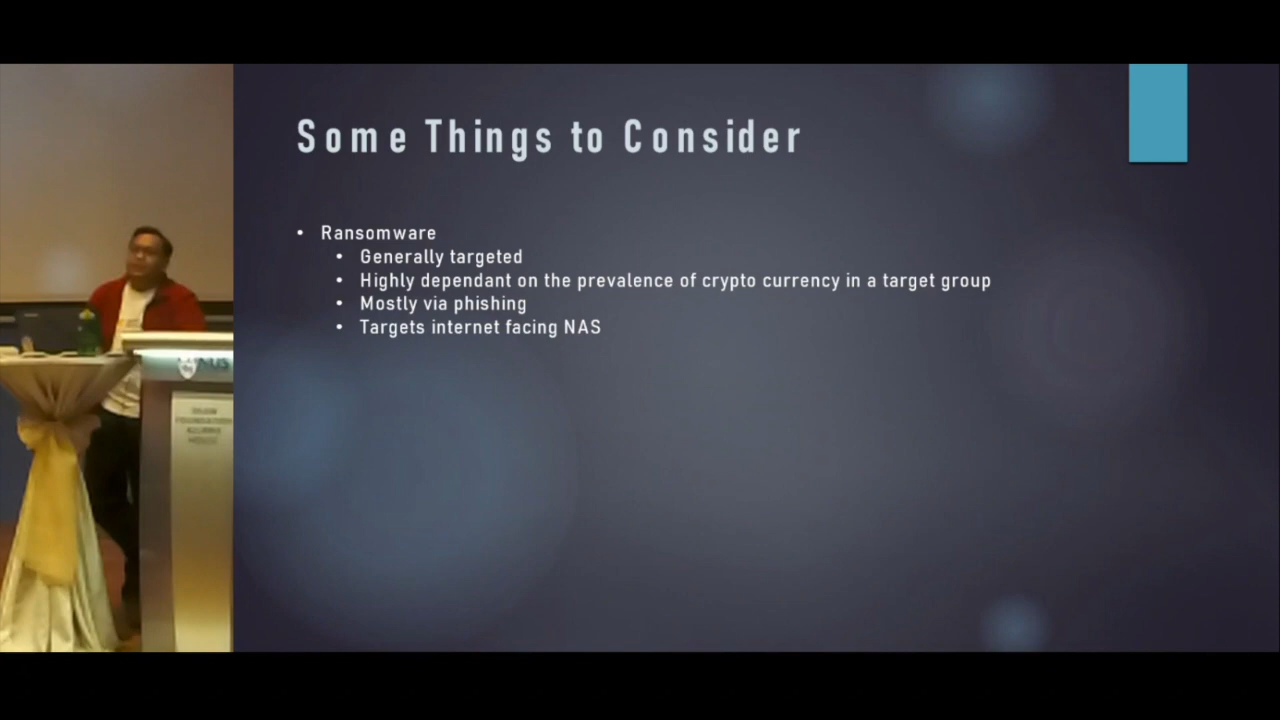 Some Things to Consider
• Ransomware
• Generally targeted
• Highly dependant on the prevalence of crypto currency in a target group
• Mostly via phishing
• Targets internet facing NAS
NUS